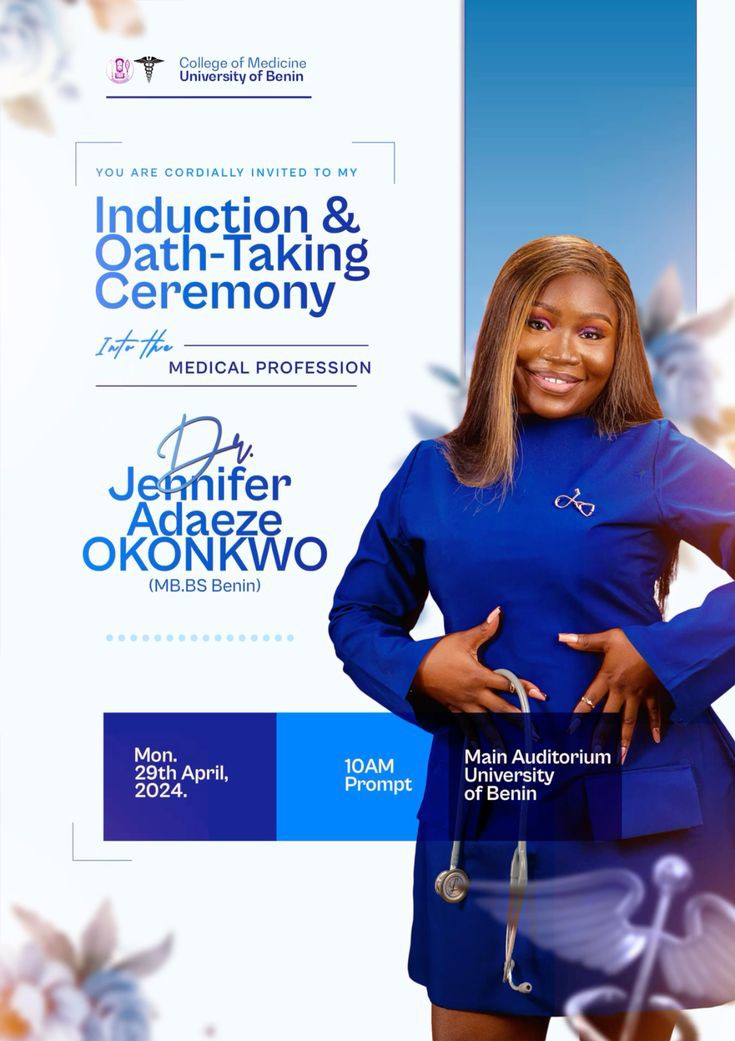 College of Medicine
University of Benin
YOU ARE CORDIALLY INVITED TO MY
Induction &
Oath-Taking
Ceremony
Into the
MEDICAL PROFESSION
Dr.
Jennifer
Adaeze
OKONKWO
(MB.BS Benin)
Mon.
29th April,
2024.
10AM
Prompt
Main Auditorium
University
of Benin